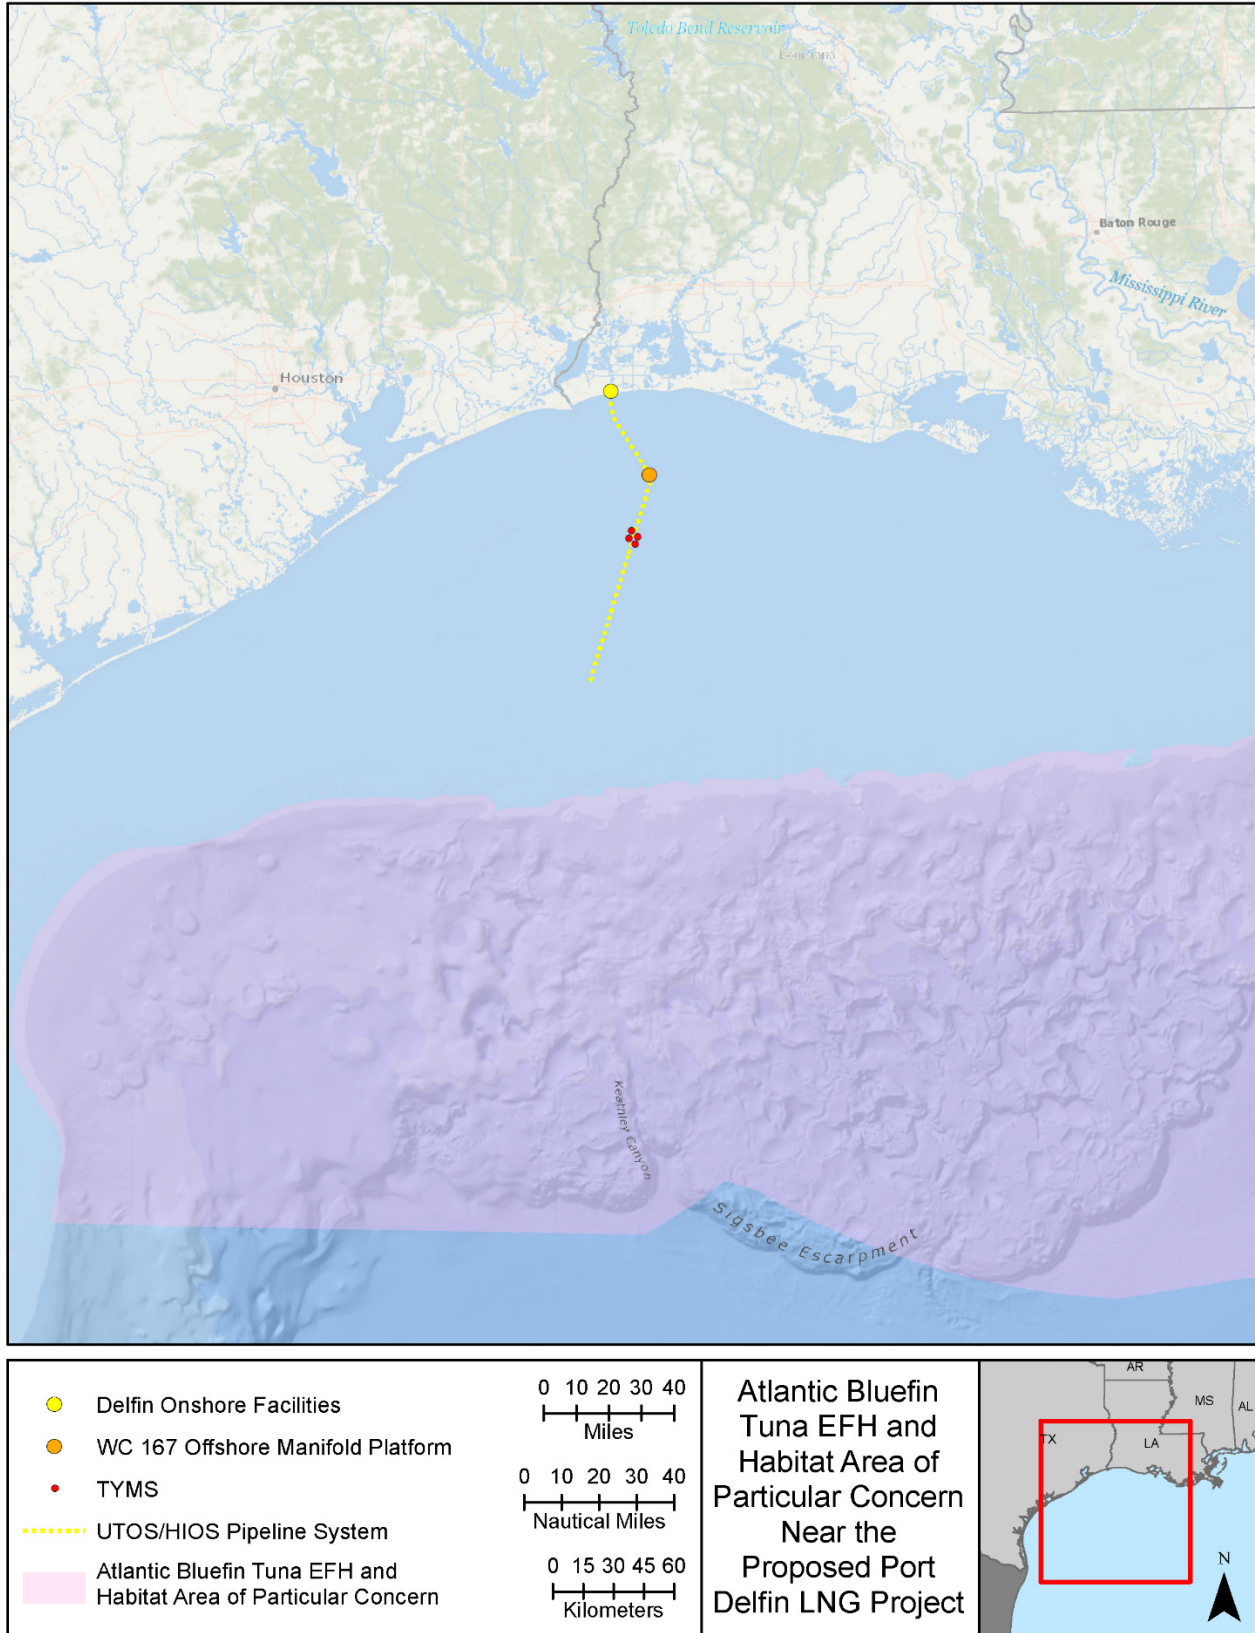 Toledo Bend Reservoir
Louisiana
Baton Rouge
Mississippi River
Houston
Keathley Canyon
Sigsbee Escarpment
Delfin Onshore Facilities
WC 167 Offshore Manifold Platform
TYMS
UTOS/HIOS Pipeline System
Atlantic Bluefin Tuna EFH and
Habitat Area of Particular Concern
0 10 20 30 40
Miles
0 10 20 30 40
Nautical Miles
0 15 30 45 60
Kilometers
Atlantic Bluefin
Tuna EFH and
Habitat Area of
Particular Concern
Near the
Proposed Port
Delfin LNG Project
AR
MS
AL
TX
LA
N